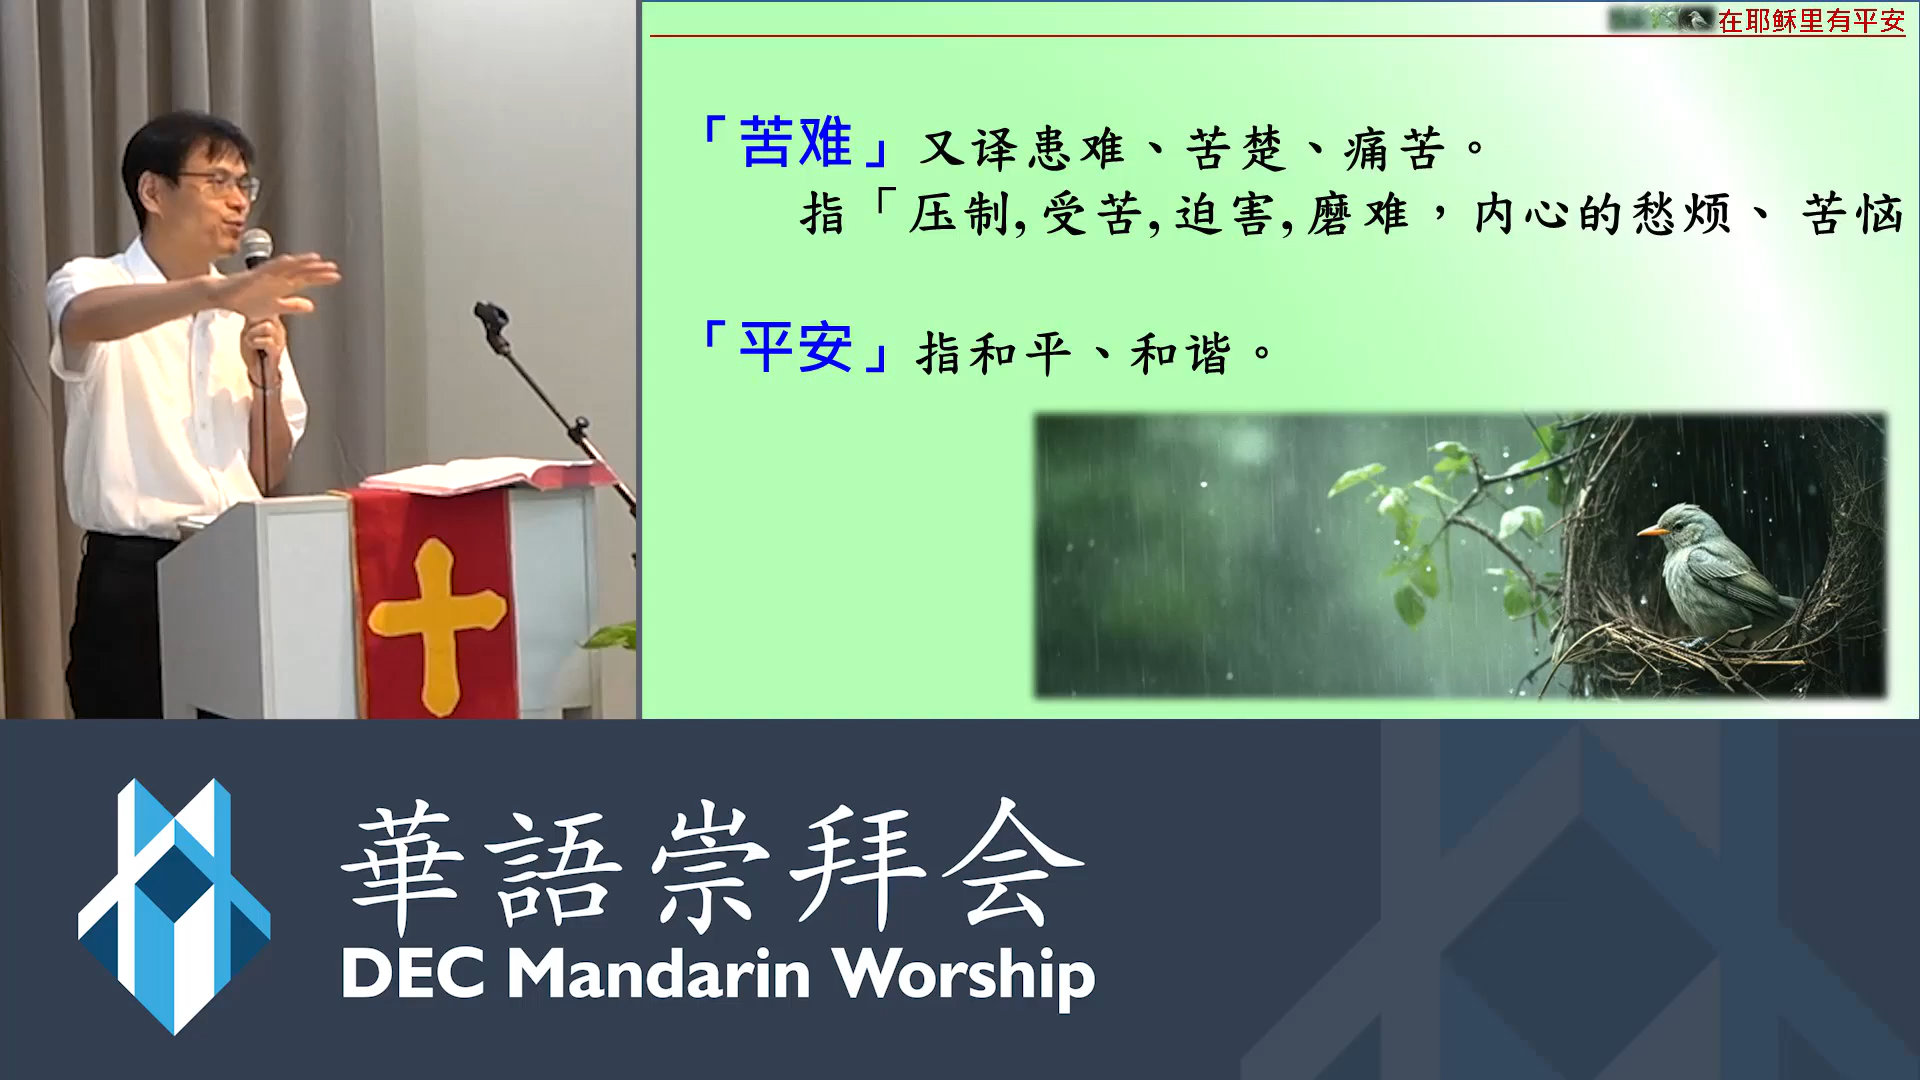 在耶稣里有平安
「苦难」又译患难、苦楚、痛苦。
指「压制,受苦,迫害,磨难，内心的愁烦、苦恼
「平安」指和平、和谐。
華語崇拜会
DEC Mandarin Worship